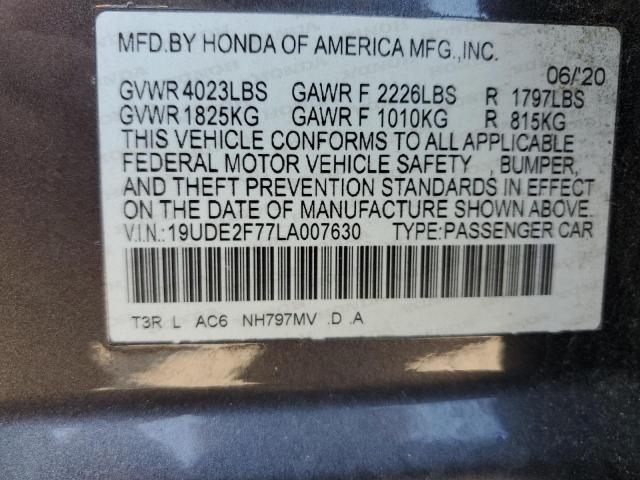 MFD.BY HONDA OF AMERICA MFG.,INC.
06/'20
GVWR 4023LBS GAWR F 2226LBS R 1797LBS
GVWR 1825KG GAWR F 1010KG R 815KG
THIS VEHICLE CONFORMS TO ALL APPLICABLE
FEDERAL MOTOR VEHICLE SAFETY , BUMPER,
AND THEFT PREVENTION STANDARDS IN EFFECT
ON THE DATE OF MANUFACTURE SHOWN ABOVE.
V.I.N.:19UDE2F77LA007630 TYPE:PASSENGER CAR
T3R L AC6 NH797MV .D .A